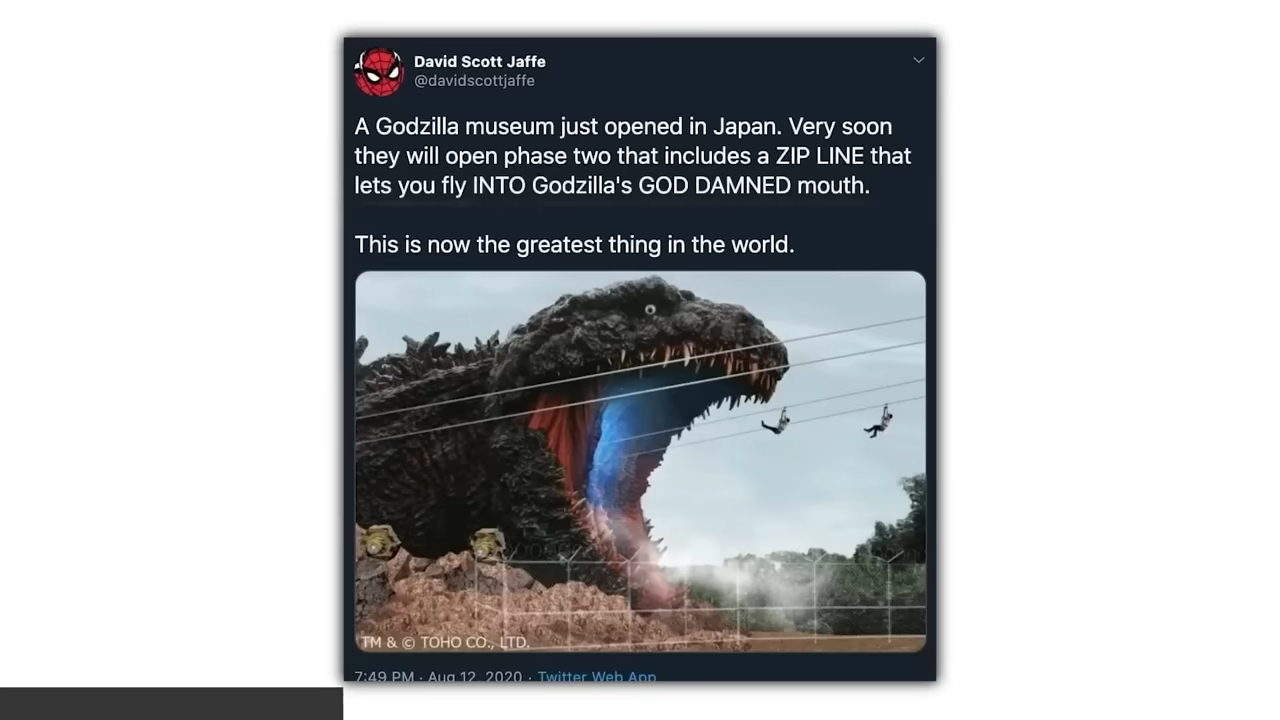 David Scott Jaffe
@davidscottjaffe
A Godzilla museum just opened in Japan. Very soon
they will open phase two that includes a ZIP LINE that
lets you fly INTO Godzilla's GOD DAMNED mouth.
This is now the greatest thing in the world.
TM & © TOHO CO., LTD.
7:49 PM · Aug 12, 2020 · Twitter Web App